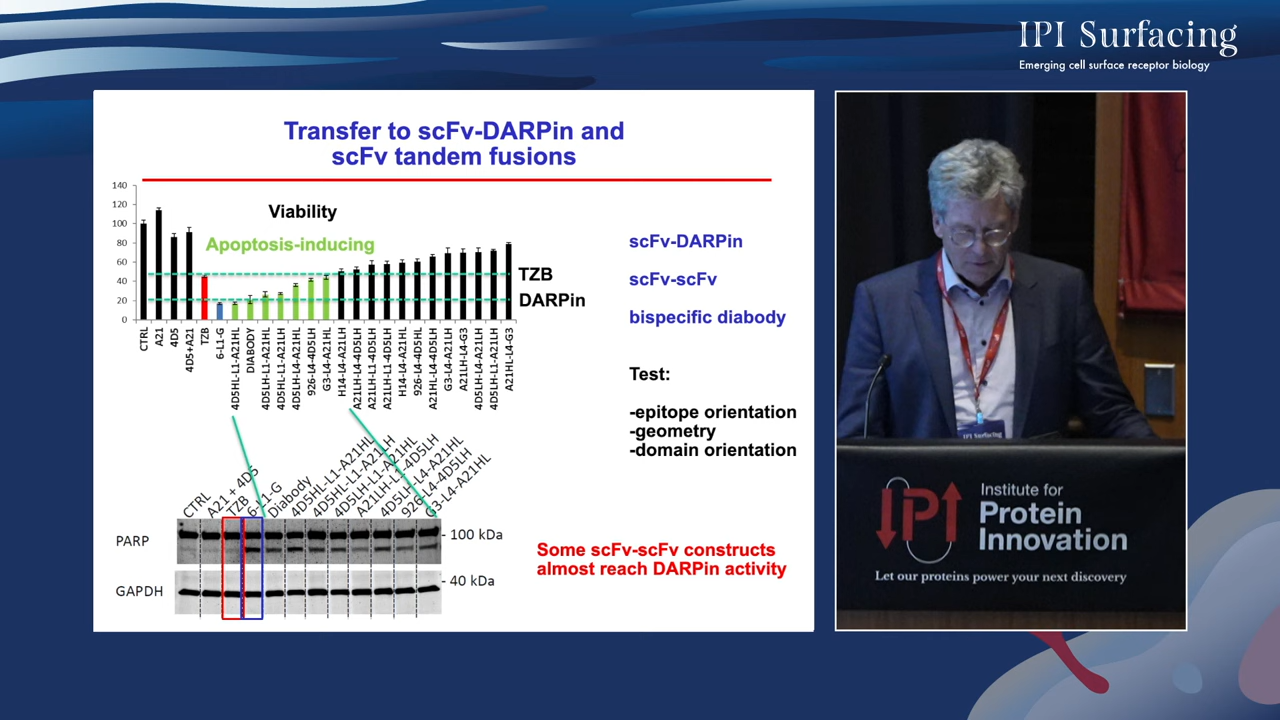 IPI Surfacing
Emerging cell surface receptor biology
Transfer to scFv-DARPin and
scFv tandem fusions
140
120
100
80
60
40
20
0
Viability
Apoptosis-inducing
TZB
DARPin
CTRL
A21
4D5
4D5+A21
TZB
6-L1-G
4D5HL-L1-A21HL
DIABODY
4D5LH-L1-A21HL
4D5HL-L1-A21LH
4D5LH-L4-A21HL
926-L4-4D5LH
G3-L4-A21HL
H14-L4-A21LH
A21LH-L4-4D5LH
A21HL-L1-4D5LH
A21LH-L1-4D5LH
H14-L4-A21HL
926-L4-4D5HL
A21HL-L4-4D5LH
G3-L4-A21LH
A21LH-L4-G3
4D5LH-L4-A21LH
4D5LH-L1-A21LH
A21HL-L4-G3
scFv-DARPin
scFv-scFv
bispecific diabody
Test:
-epitope orientation
-geometry
-domain orientation
CTRL
A21 + 4D5
TZB
6-L1-G
Diabody
4D5HL-L1-A21HL
4D5HL-L1-A21LH
4D5LH-L1-A21HL
A21LH-L1-4D5LH
4D5LH-L4-A21HL
926-L4-4D5LH
G3-L4-A21HL
PARP
- 100 kDa
GAPDH
- 40 kDa
Some scFv-scFv constructs
almost reach DARPin activity
IPI Surfacing
IPI
Institute for
Protein
Innovation
Let our proteins power your next discovery